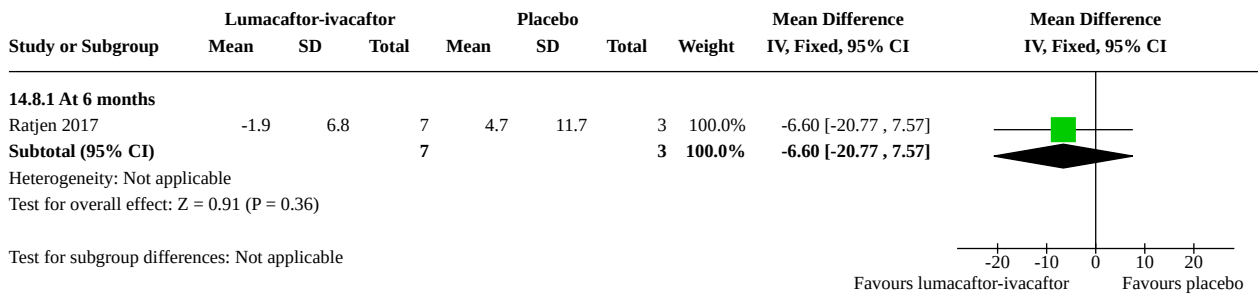 Lumacaftor-ivacaftor Placebo Mean Difference Mean Difference
Study or Subgroup Mean SD Total Mean SD Total Weight IV, Fixed, 95% CI IV, Fixed, 95% CI
14.8.1 At 6 months
Ratjen 2017 -1.9 6.8 7 4.7 11.7 3 100.0% -6.60 [-20.77 , 7.57]
Subtotal (95% CI) 7 3 100.0% -6.60 [-20.77 , 7.57]
Heterogeneity: Not applicable
Test for overall effect: Z = 0.91 (P = 0.36)
Test for subgroup differences: Not applicable
-20 -10 0 10 20
Favours lumacaftor-ivacaftor Favours placebo